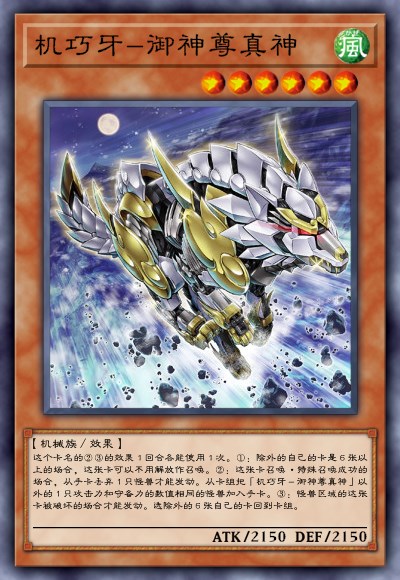 机巧牙-御神尊真神
風
【机械族／效果】
这个卡名的②③的效果1回合各能使用1次。①：除外的自己的卡是6张以
上的场合，这张卡可以不用解放作召唤。②：这张卡召唤・特殊召唤成功的
场合，从手卡丢弃1只怪兽才能发动。从卡组把「机巧牙-御神尊真神」以
外的1只攻击力和守备力的数值相同的怪兽加入手卡。③：怪兽区域的这张
卡被破坏的场合才能发动。选除外的6张自己的卡回到卡组。
ATK/2150 DEF/2150